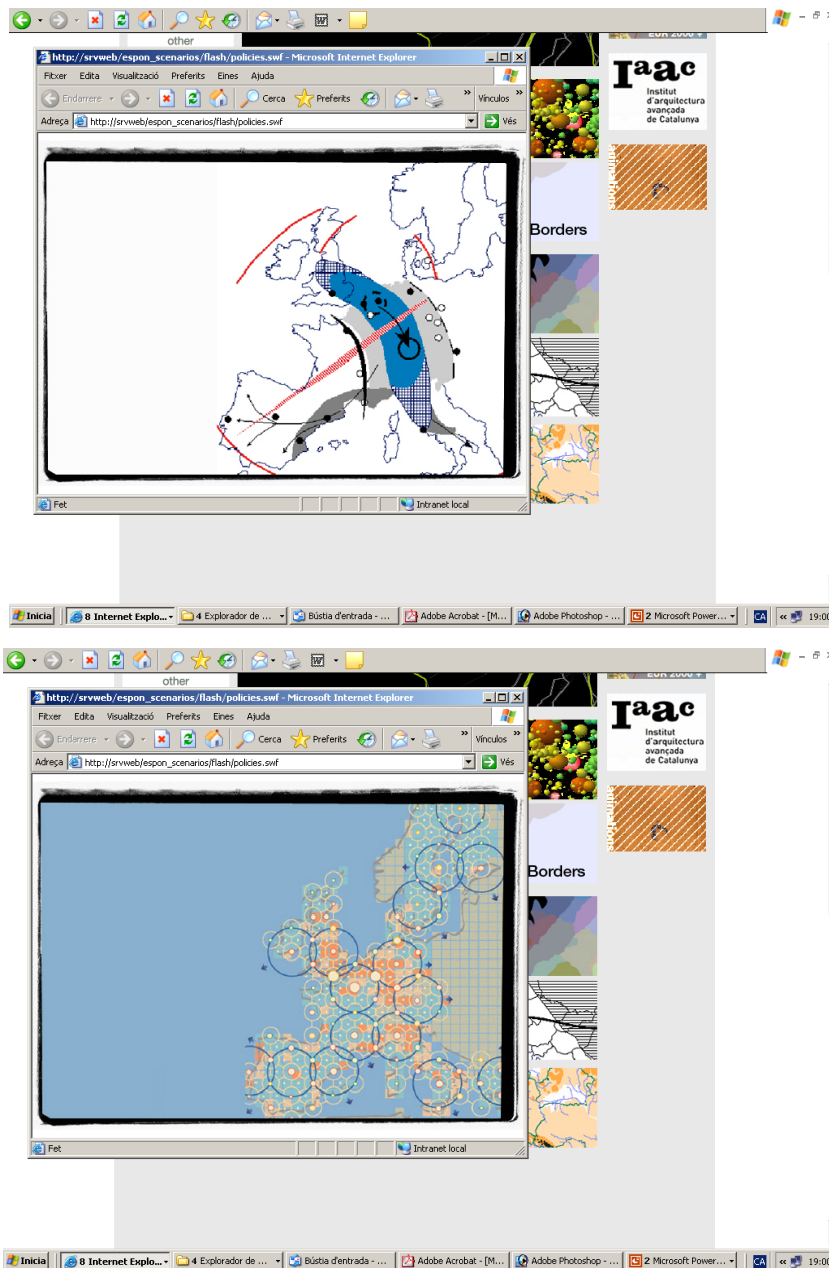 other
EUR 2000 +
http://srvweb/espon_scenarios/flash/policies.swf - Microsoft Internet Explorer
Fitxer Edita Visualització Preferits Eines Ajuda
Endarrere Cerca Preferits » Vínculos »
Adreça http://srvweb/espon_scenarios/flash/policies.swf Vés
Iaac
Institut
d'arquitectura
avançada
de Catalunya
Borders
Fet Intranet local
Inicia 8 Internet Explo... 4 Explorador de ... Bústia d'entrada - ... Adobe Acrobat - [M... Adobe Photoshop - ... 2 Microsoft Power... CA « 19:00
other
EUR 2000 +
http://srvweb/espon_scenarios/flash/policies.swf - Microsoft Internet Explorer
Fitxer Edita Visualització Preferits Eines Ajuda
Endarrere Cerca Preferits » Vínculos »
Adreça http://srvweb/espon_scenarios/flash/policies.swf Vés
Iaac
Institut
d'arquitectura
avançada
de Catalunya
Borders
Fet Intranet local
Inicia 8 Internet Explo... 4 Explorador de ... Bústia d'entrada - ... Adobe Acrobat - [M... Adobe Photoshop - ... 2 Microsoft Power... CA « 19:00